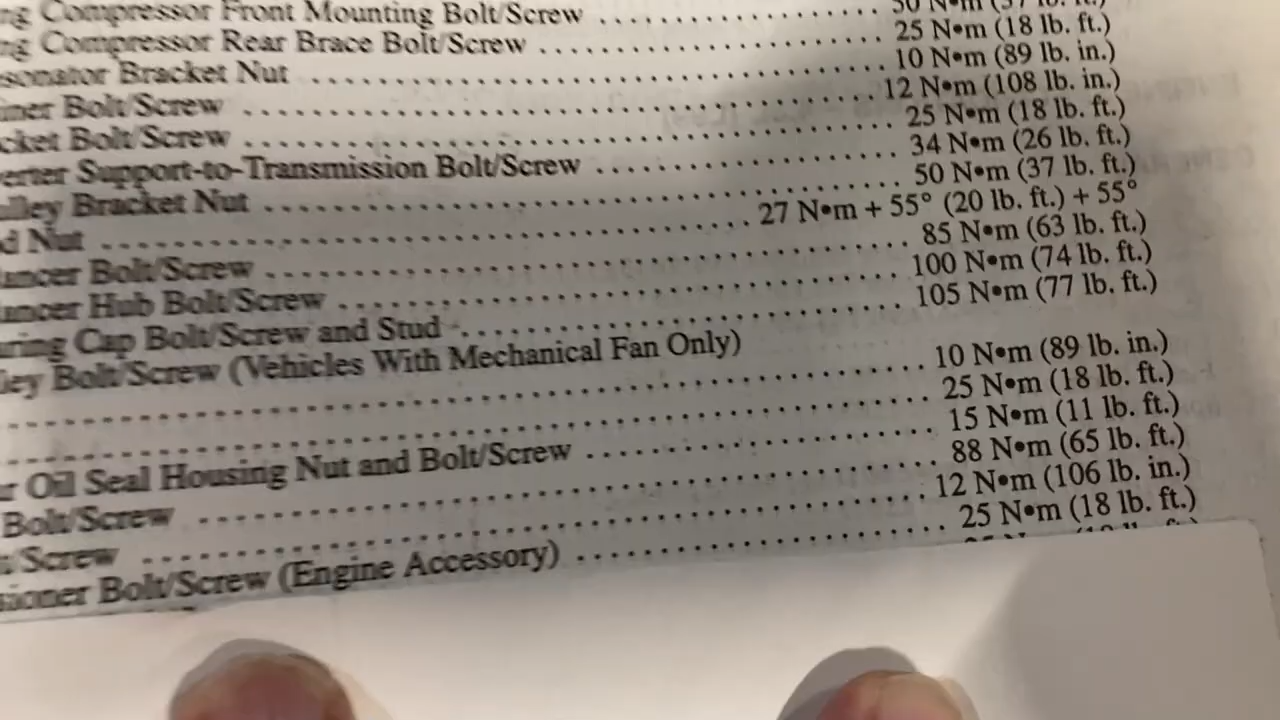 ng Compressor Front Mounting Bolt/Screw .......... 50 N•m (37 lb. ft.)
ng Compressor Rear Brace Bolt/Screw .......... 25 N•m (18 lb. ft.)
sonator Bracket Nut .......... 10 N•m (89 lb. in.)
iner Bolt/Screw .......... 12 N•m (108 lb. in.)
cket Bolt/Screw .......... 25 N•m (18 lb. ft.)
erter Support-to-Transmission Bolt/Screw .......... 34 N•m (26 lb. ft.)
ulley Bracket Nut .......... 50 N•m (37 lb. ft.)
d Nut .......... 27 N•m + 55° (20 lb. ft.) + 55°
ancer Bolt/Screw .......... 85 N•m (63 lb. ft.)
ancer Hub Bolt/Screw .......... 100 N•m (74 lb. ft.)
aring Cap Bolt/Screw and Stud .......... 105 N•m (77 lb. ft.)
ley Bolt/Screw (Vehicles With Mechanical Fan Only)
.......... 10 N•m (89 lb. in.)
.......... 25 N•m (18 lb. ft.)
r Oil Seal Housing Nut and Bolt/Screw .......... 15 N•m (11 lb. ft.)
Bolt/Screw .......... 88 N•m (65 lb. ft.)
t/Screw .......... 12 N•m (106 lb. in.)
sioner Bolt/Screw (Engine Accessory) .......... 25 N•m (18 lb. ft.)